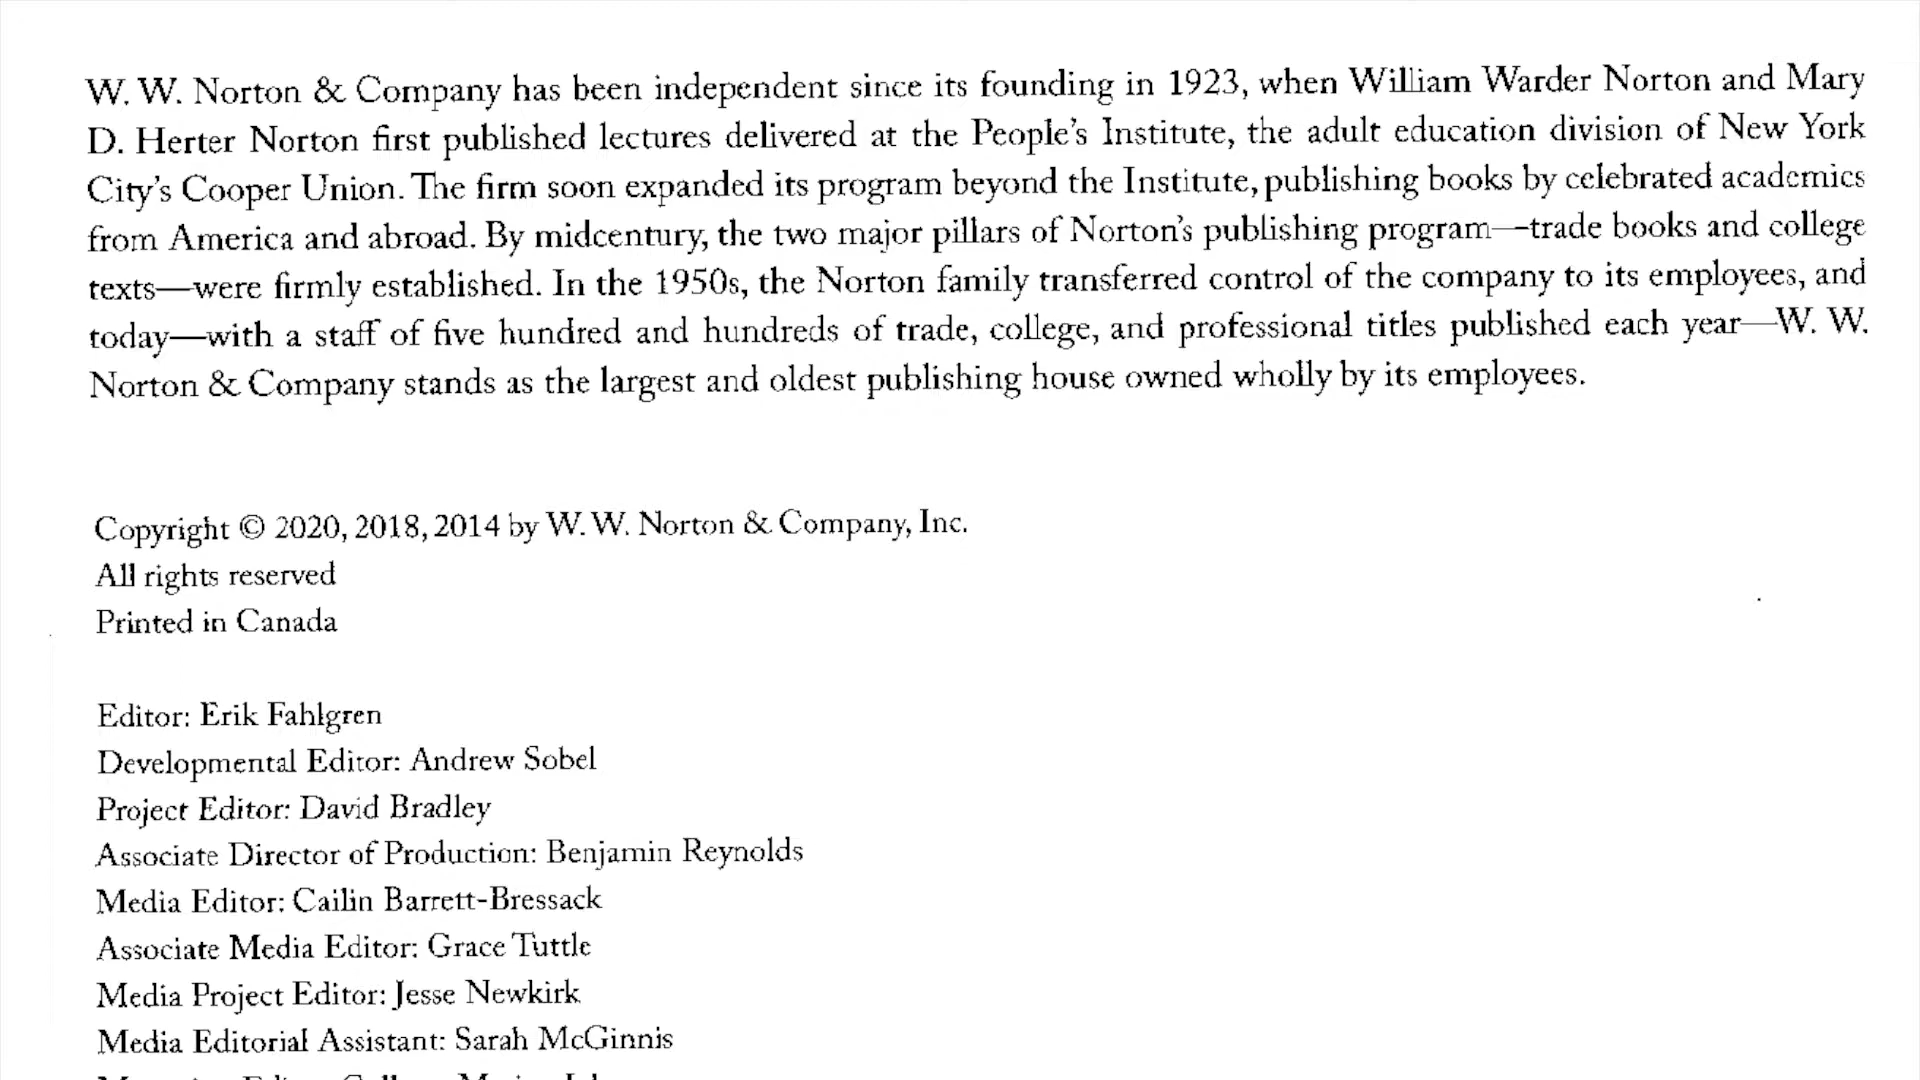 W. W. Norton & Company has been independent since its founding in 1923, when William Warder Norton and Mary
D. Herter Norton first published lectures delivered at the People's Institute, the adult education division of New York
City's Cooper Union. The firm soon expanded its program beyond the Institute, publishing books by celebrated academics
from America and abroad. By midcentury, the two major pillars of Norton's publishing program—trade books and college
texts—were firmly established. In the 1950s, the Norton family transferred control of the company to its employees, and
today—with a staff of five hundred and hundreds of trade, college, and professional titles published each year—W. W.
Norton & Company stands as the largest and oldest publishing house owned wholly by its employees.
Copyright © 2020, 2018, 2014 by W. W. Norton & Company, Inc.
All rights reserved
Printed in Canada
Editor: Erik Fahlgren
Developmental Editor: Andrew Sobel
Project Editor: David Bradley
Associate Director of Production: Benjamin Reynolds
Media Editor: Cailin Barrett-Bressack
Associate Media Editor: Grace Tuttle
Media Project Editor: Jesse Newkirk
Media Editorial Assistant: Sarah McGinnis